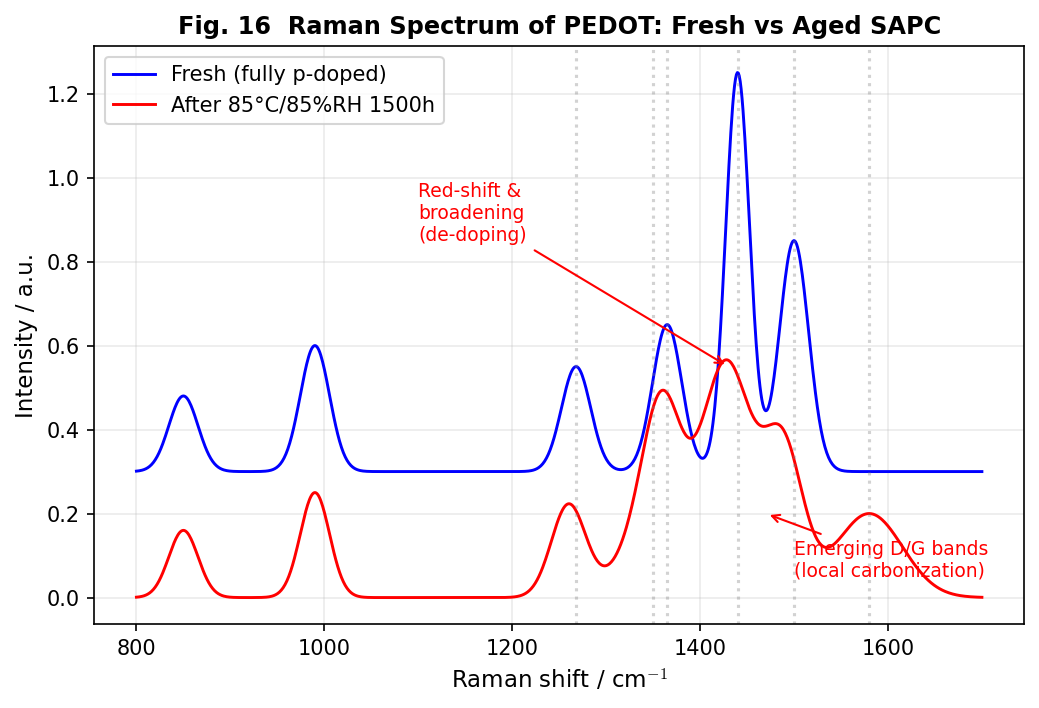 Fig. 16  Raman Spectrum of PEDOT: Fresh vs Aged SAPC
Fresh (fully p-doped)
After 85°C/85%RH 1500h
Red-shift &
broadening
(de-doping)
Emerging D/G bands
(local carbonization)
Intensity / a.u.
1.2
1.0
0.8
0.6
0.4
0.2
0.0
800 1000 1200 1400 1600
Raman shift / cm⁻¹